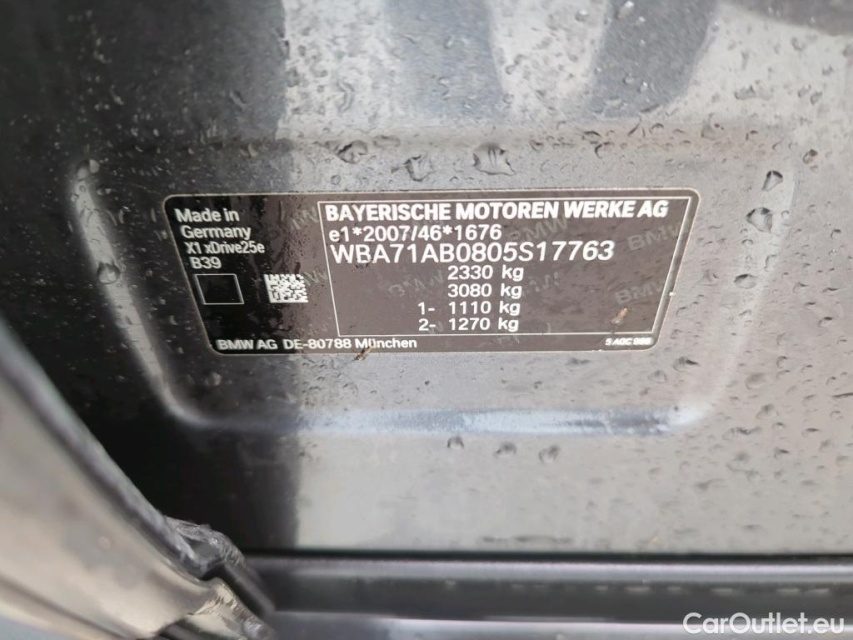 Made in
Germany
X1 xDrive25e
B39
BAYERISCHE MOTOREN WERKE AG
e1*2007/46*1676
WBA71AB0805S17763
2330 kg
3080 kg
1- 1110 kg
2- 1270 kg
BMW AG DE-80788 München
CarOutlet.eu